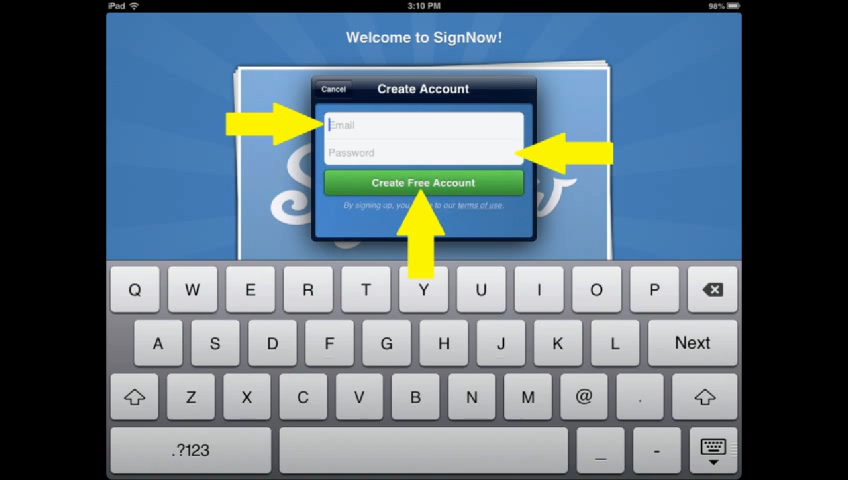 iPad 3:10 PM 98%
Welcome to SignNow!
Cancel Create Account
Email
Password
Create Free Account
By signing up, you to our terms of use.
Q W E R T Y U I O P
A S D F G H J K L Next
Z X C V B N M @ .
.?123 _ -